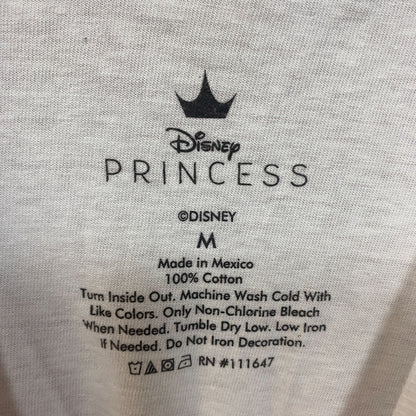 Disney
PRINCESS
©DISNEY
M
Made in Mexico
100% Cotton
Turn Inside Out. Machine Wash Cold With
Like Colors. Only Non-Chlorine Bleach
When Needed. Tumble Dry Low. Low Iron
If Needed. Do Not Iron Decoration.
RN #111647